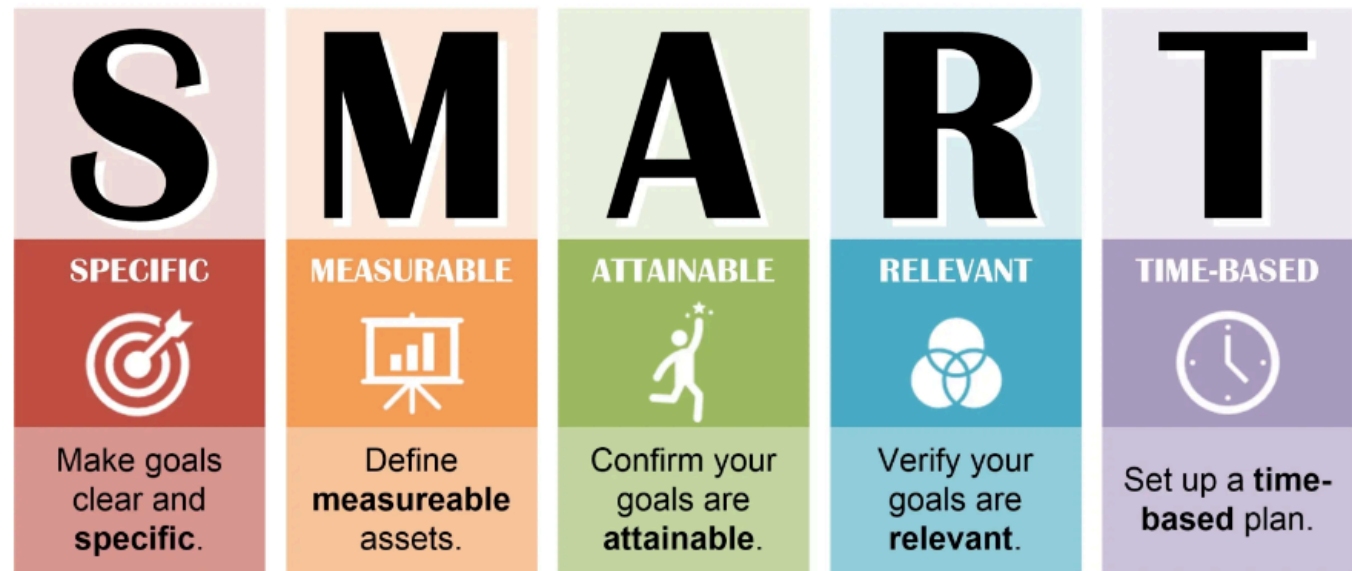 S
SPECIFIC
Make goals
clear and
specific.
M
MEASURABLE
Define
measureable
assets.
A
ATTAINABLE
Confirm your
goals are
attainable.
R
RELEVANT
Verify your
goals are
relevant.
T
TIME-BASED
Set up a time-
based plan.